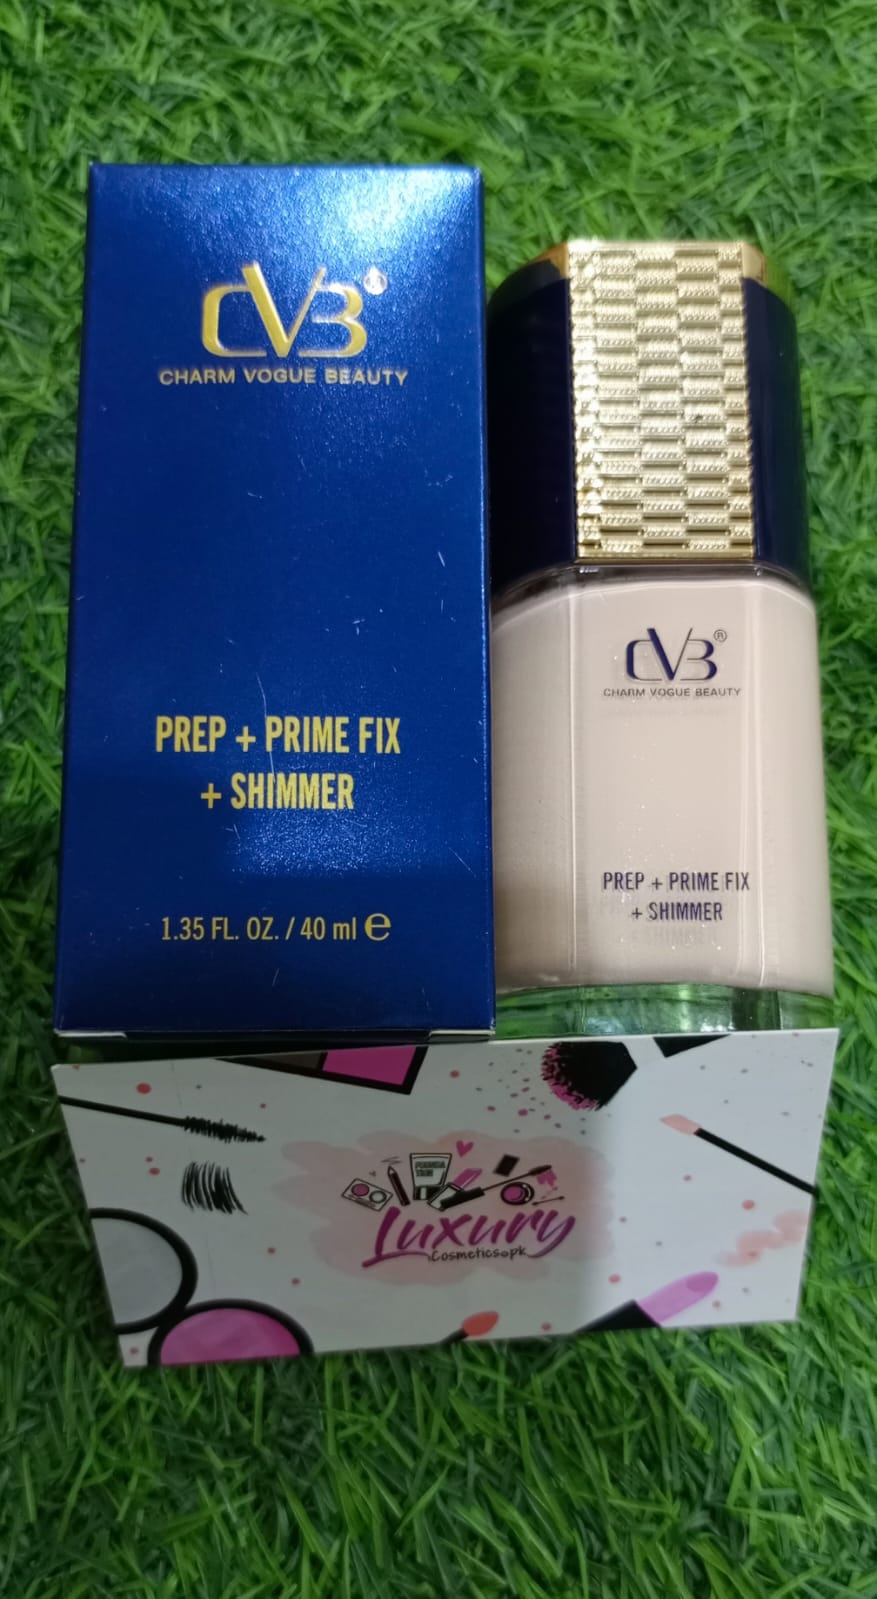 CVB®
CHARM VOGUE BEAUTY
PREP + PRIME FIX
+ SHIMMER
1.35 FL. OZ. / 40 ml ℮
CVB®
CHARM VOGUE BEAUTY
PREP + PRIME FIX
+ SHIMMER
Luxury
Cosmetics.pk